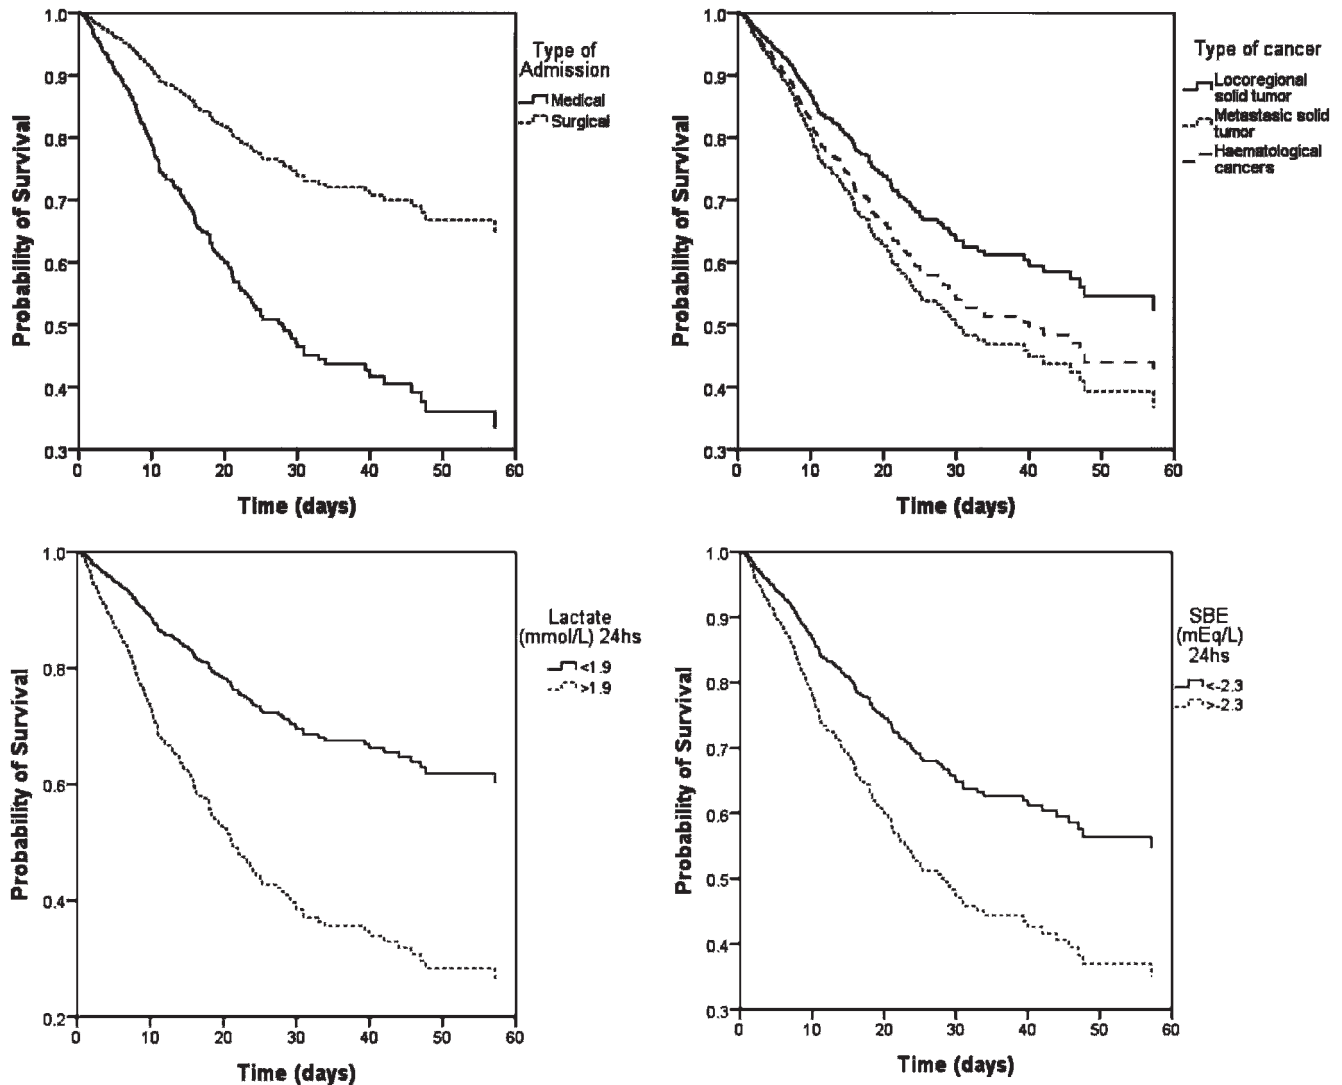 1.0
0.9
0.8
0.7
0.6
0.5
0.4
0.3
0 10 20 30 40 50 60
Probability of Survival
Time (days)
Type of
Admission
Medical
Surgical
1.0
0.9
0.8
0.7
0.6
0.5
0.4
0.3
0 10 20 30 40 50 60
Probability of Survival
Time (days)
Type of cancer
Locoregional
solid tumor
Metastasic solid
tumor
Haematological
cancers
1.0
0.8
0.6
0.4
0.2
0 10 20 30 40 50 60
Probability of Survival
Time (days)
Lactate
(mmol/L) 24hs
<1.9
>1.9
1.0
0.9
0.8
0.7
0.6
0.5
0.4
0.3
0 10 20 30 40 50 60
Probability of Survival
Time (days)
SBE
(mEq/L)
24hs
<-2.3
>-2.3